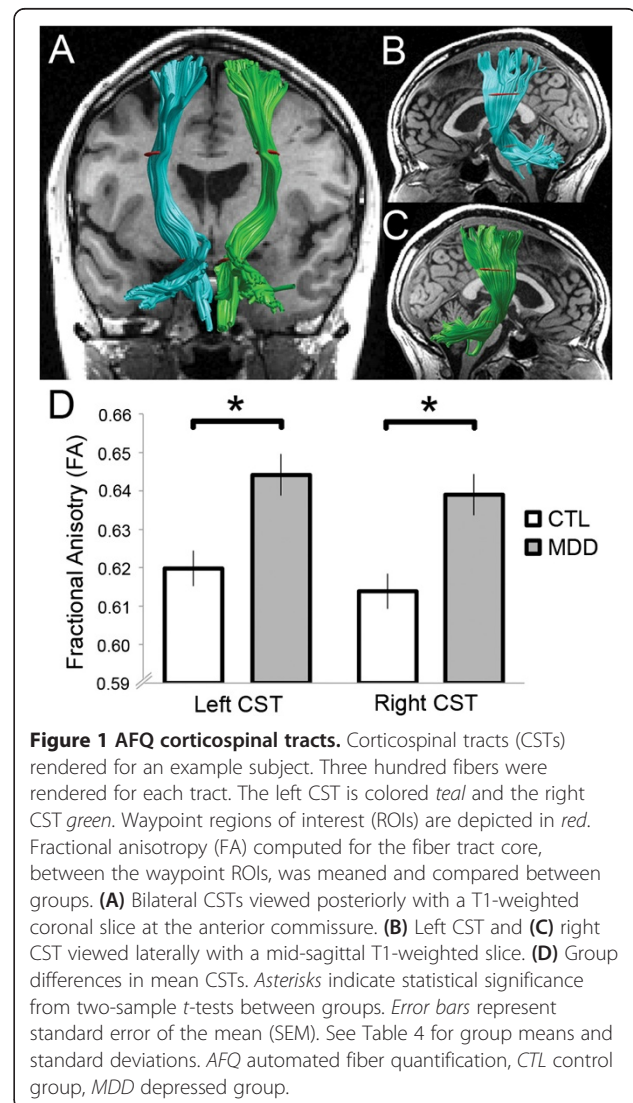 A
B
C
D
Fractional Anisotry (FA)
0.66
0.65
0.64
0.63
0.62
0.61
0.60
0.59
*
*
CTL
MDD
Left CST
Right CST
Figure 1 AFQ corticospinal tracts. Corticospinal tracts (CSTs)
rendered for an example subject. Three hundred fibers were
rendered for each tract. The left CST is colored teal and the right
CST green. Waypoint regions of interest (ROIs) are depicted in red.
Fractional anisotropy (FA) computed for the fiber tract core,
between the waypoint ROIs, was meaned and compared between
groups. (A) Bilateral CSTs viewed posteriorly with a T1-weighted
coronal slice at the anterior commissure. (B) Left CST and (C) right
CST viewed laterally with a mid-sagittal T1-weighted slice. (D) Group
differences in mean CSTs. Asterisks indicate statistical significance
from two-sample t-tests between groups. Error bars represent
standard error of the mean (SEM). See Table 4 for group means and
standard deviations. AFQ automated fiber quantification, CTL control
group, MDD depressed group.